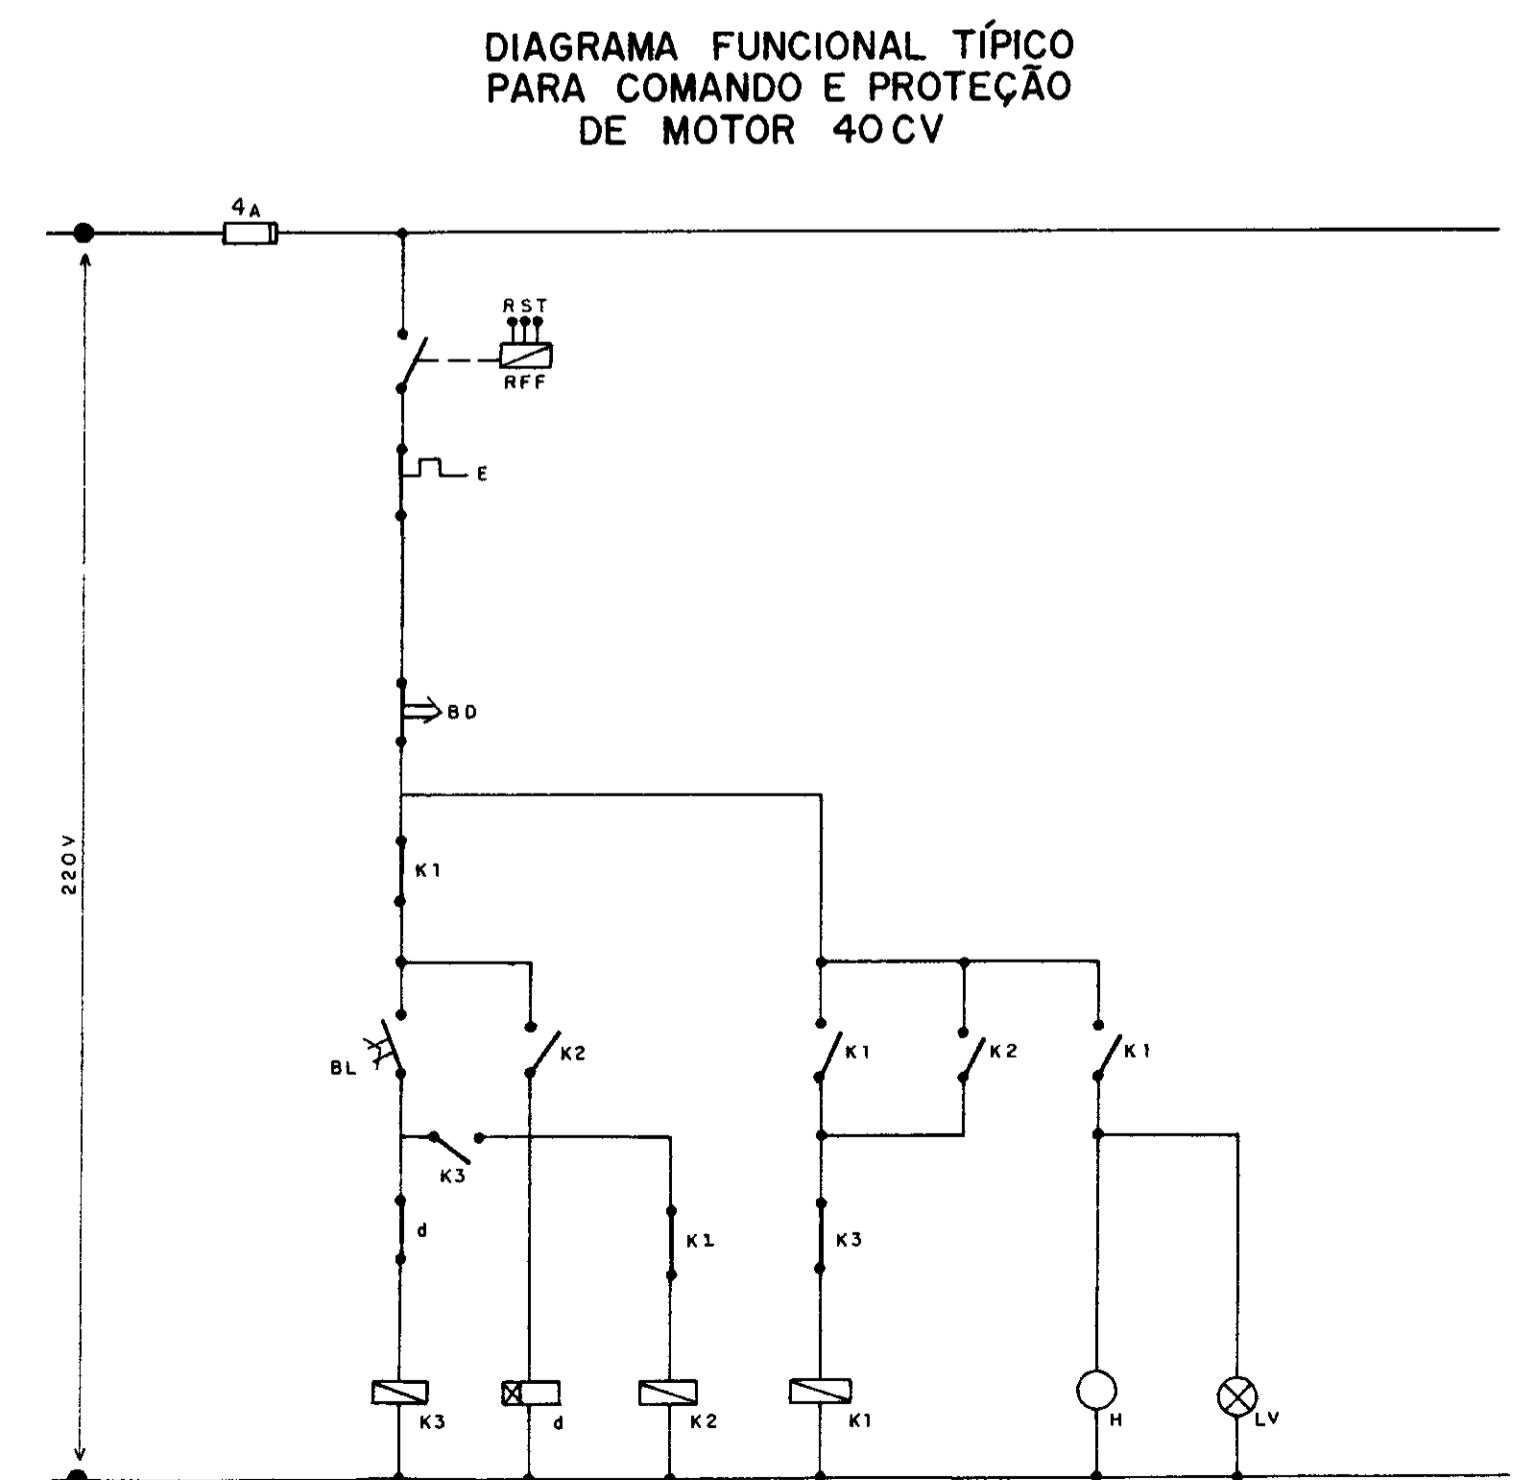 DIAGRAMA FUNCIONAL TÍPICO
PARA COMANDO E PROTEÇÃO
DE MOTOR 40CV
4A
RST
RFF
E
BD
220V
K1
BL
K2
K1
K2
K1
K3
d
K1
K3
K3
d
K2
K1
H
LV